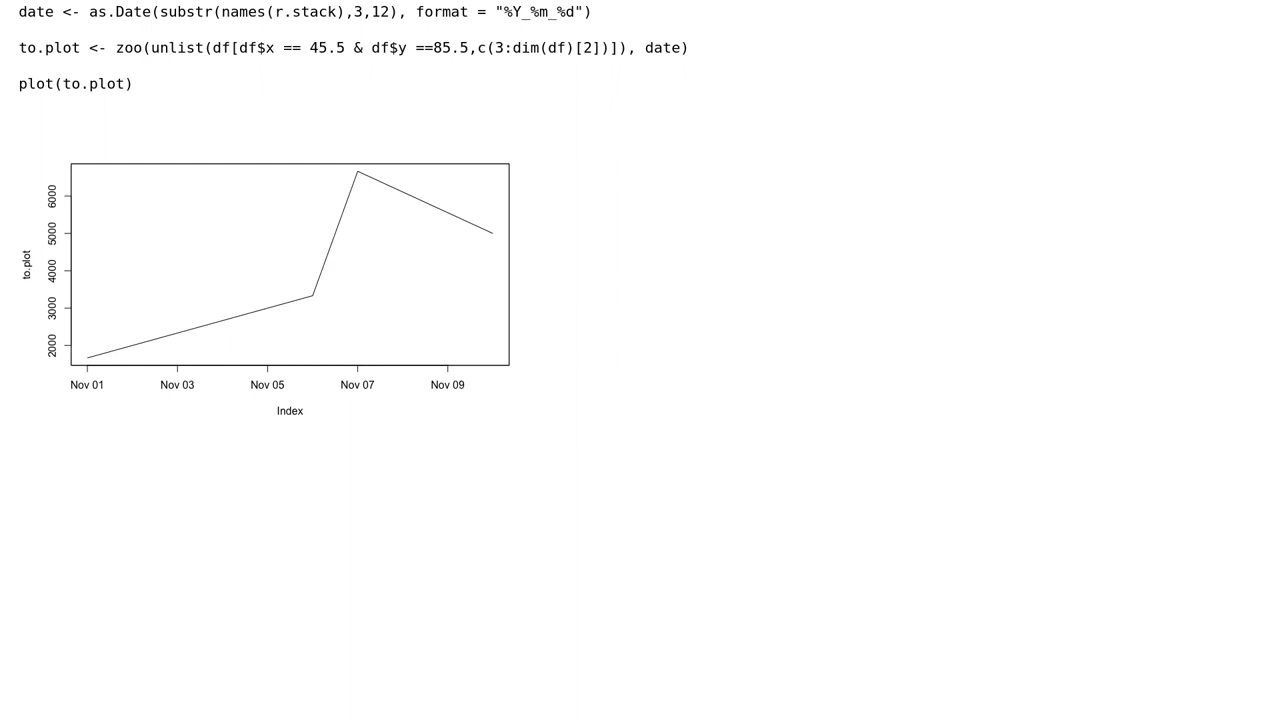 date <- as.Date(substr(names(r.stack),3,12), format = "%Y_%m_%d")
to.plot <- zoo(unlist(df[df$x == 45.5 & df$y ==85.5,c(3:dim(df)[2])]), date)
plot(to.plot)
6000
5000
4000
3000
2000
to.plot
Nov 01 Nov 03 Nov 05 Nov 07 Nov 09
Index